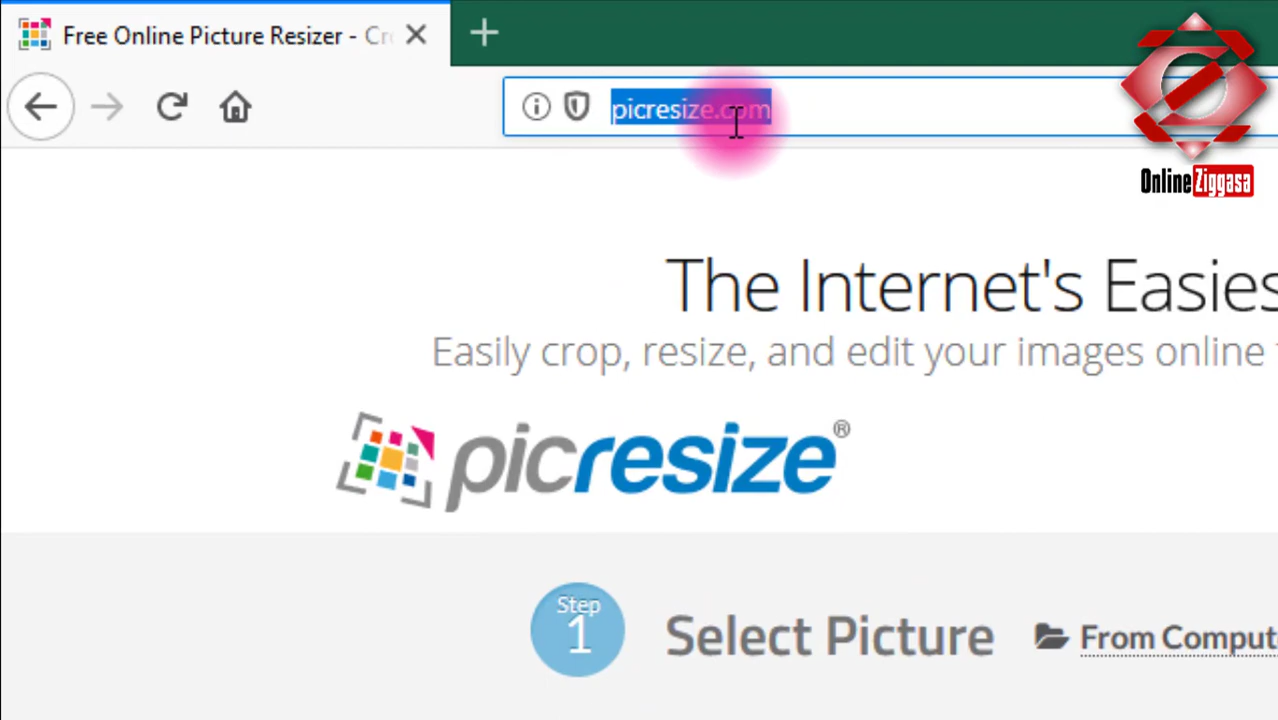 Free Online Picture Resizer - Cr
picresize.com
OnlineZiggasa
The Internet's Easies
Easily crop, resize, and edit your images online
picresize®
Step
1
Select Picture
From Comput